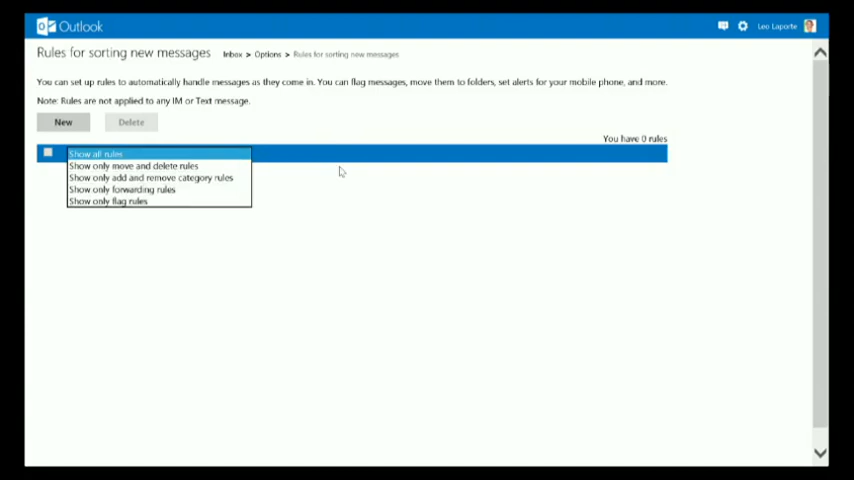 Outlook
Leo Laporte
Rules for sorting new messages Inbox > Options > Rules for sorting new messages
You can set up rules to automatically handle messages as they come in. You can flag messages, move them to folders, set alerts for your mobile phone, and more.
Note: Rules are not applied to any IM or Text message.
New Delete
You have 0 rules
Show all rules
Show only move and delete rules
Show only add and remove category rules
Show only forwarding rules
Show only flag rules